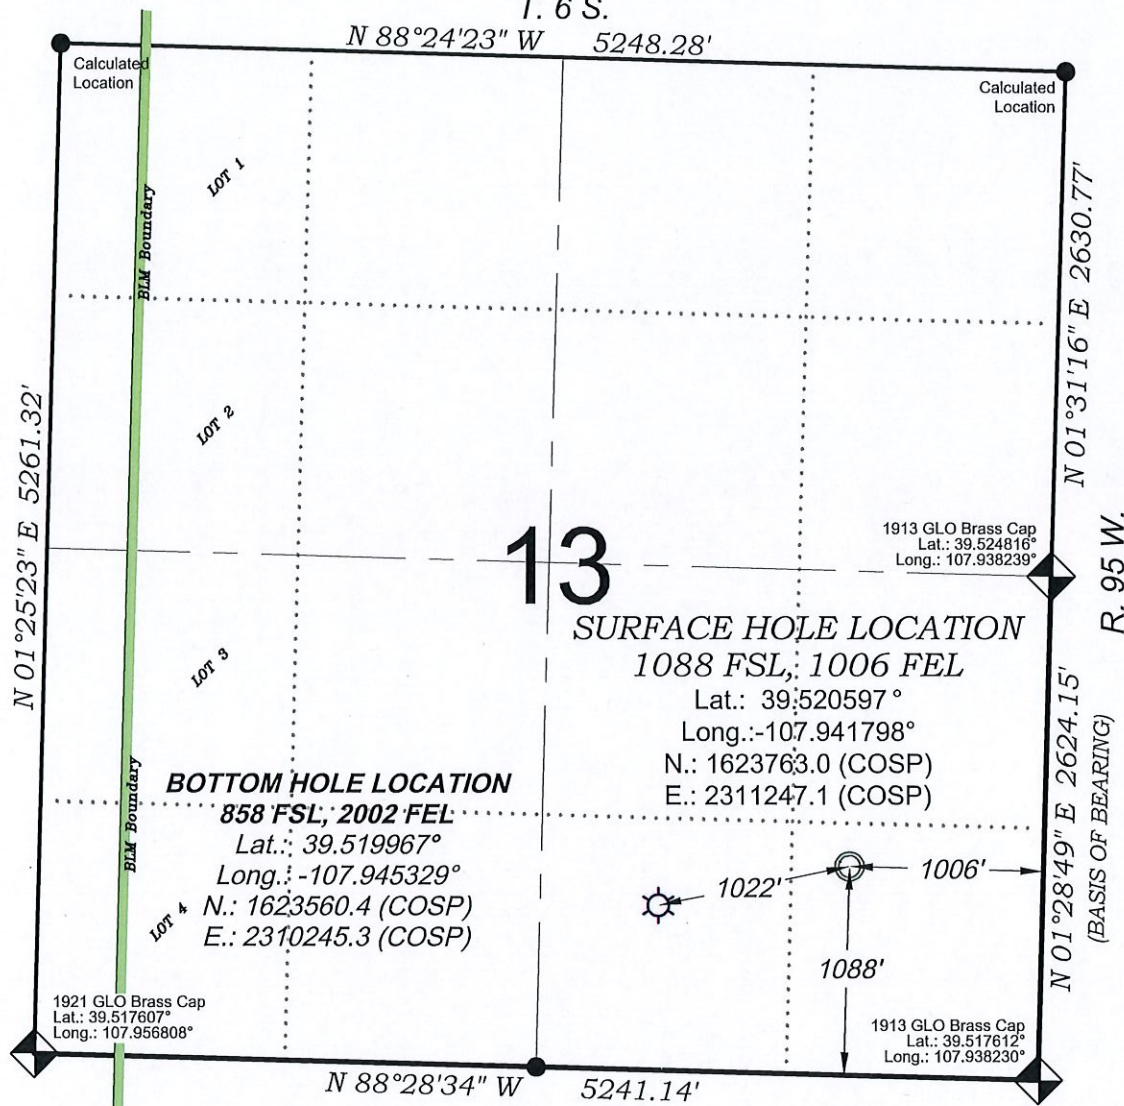 T. 6 S.
N 88°24'23" W 5248.28'
Calculated
Location
Calculated
Location
LOT 1
BLM Boundary
N 01°31'16" E 2630.77'
LOT 2
N 01°25'23" E 5261.32'
1913 GLO Brass Cap
Lat.: 39.524816°
Long.: 107.938239°
R. 95 W.
13
SURFACE HOLE LOCATION
1088 FSL, 1006 FEL
Lat.: 39.520597°
Long.:-107.941798°
N.: 1623763.0 (COSP)
E.: 2311247.1 (COSP)
LOT 3
N 01°28'49" E 2624.15'
(BASIS OF BEARING)
BLM Boundary
BOTTOM HOLE LOCATION
858 FSL, 2002 FEL
Lat.: 39.519967°
Long.: -107.945329°
N.: 1623560.4 (COSP)
E.: 2310245.3 (COSP)
LOT 4
1022'
1006'
1088'
1921 GLO Brass Cap
Lat.: 39.517607°
Long.: 107.956808°
1913 GLO Brass Cap
Lat.: 39.517612°
Long.: 107.938230°
N 88°28'34" W 5241.14'